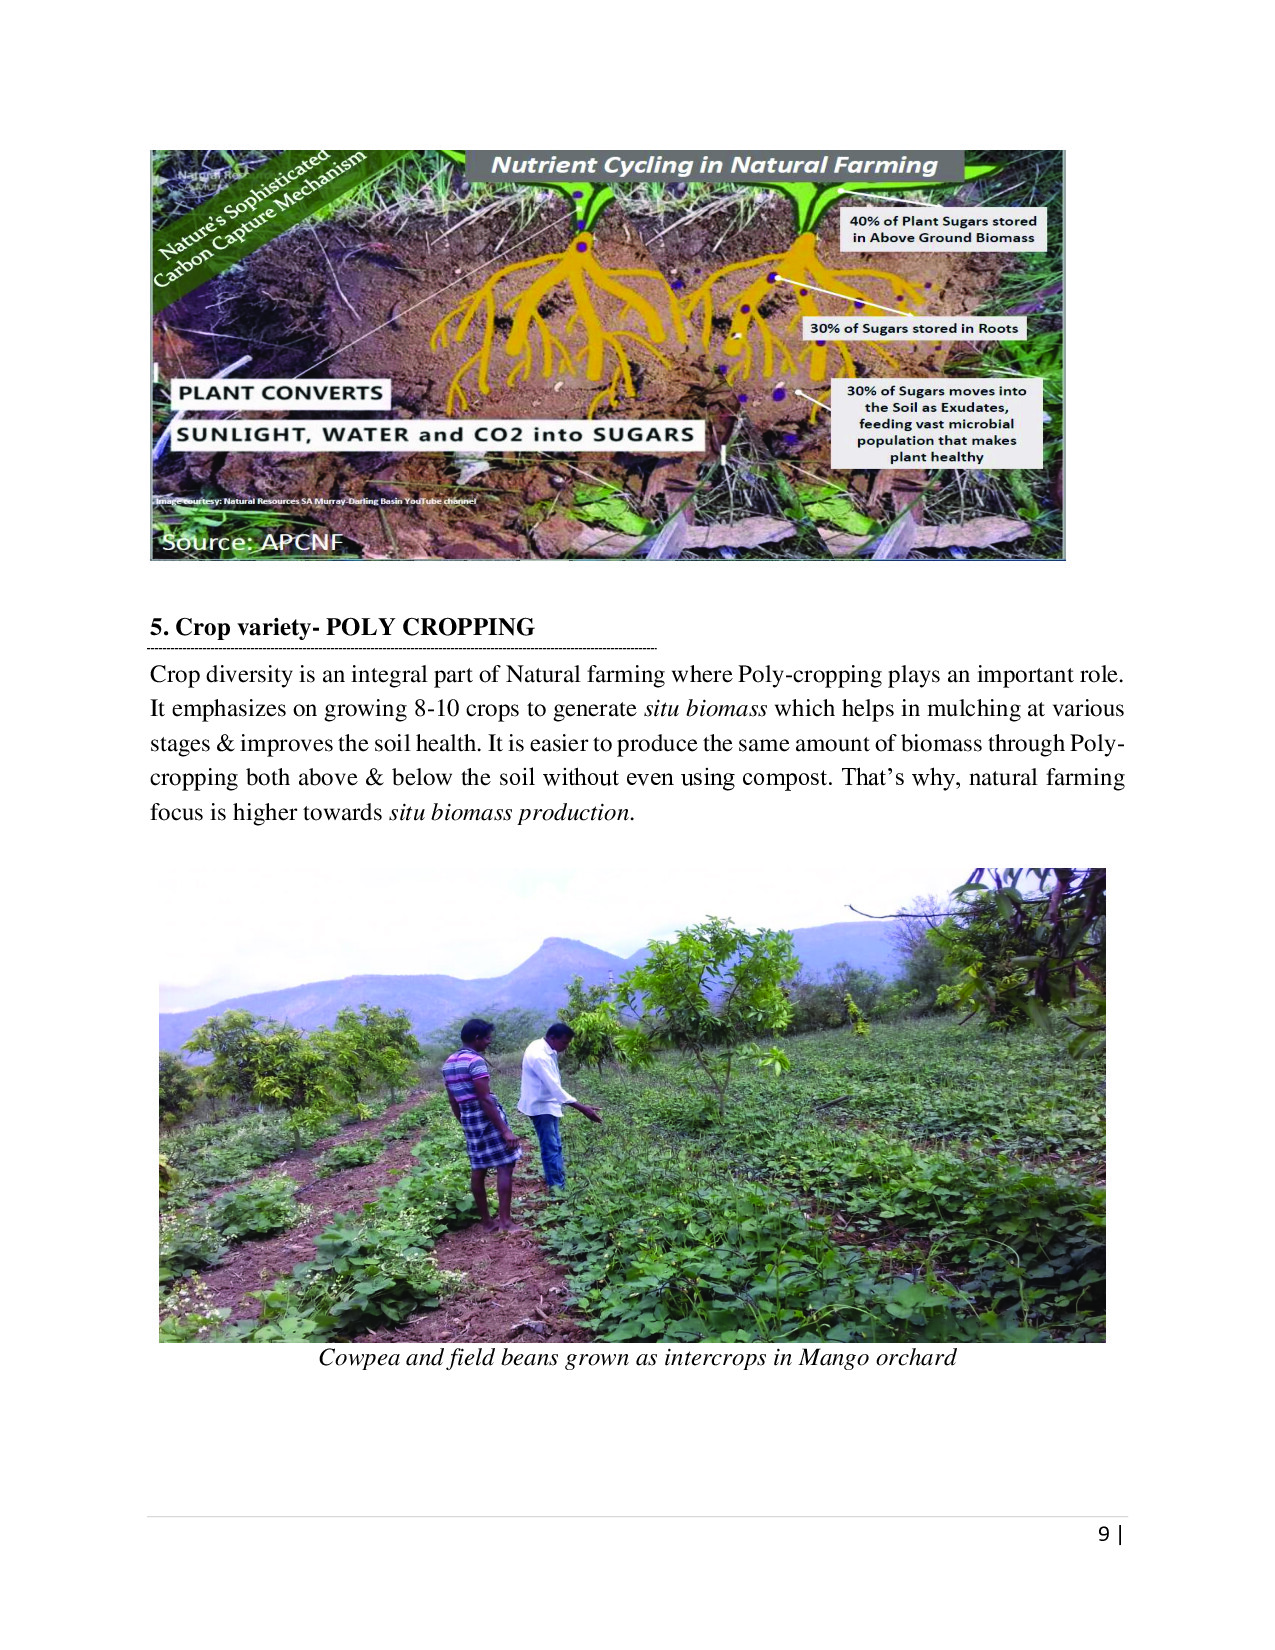 Nature's Sophisticated
Carbon Capture Mechanism
Nutrient Cycling in Natural Farming
40% of Plant Sugars stored
in Above Ground Biomass
30% of Sugars stored in Roots
PLANT CONVERTS
SUNLIGHT, WATER and CO2 into SUGARS
30% of Sugars moves into
the Soil as Exudates,
feeding vast microbial
population that makes
plant healthy
Image courtesy: Natural Resources SA Murray-Darling Basin YouTube channel
Source: APCNF
5. Crop variety- POLY CROPPING
Crop diversity is an integral part of Natural farming where Poly-cropping plays an important role.
It emphasizes on growing 8-10 crops to generate situ biomass which helps in mulching at various
stages & improves the soil health. It is easier to produce the same amount of biomass through Poly-
cropping both above & below the soil without even using compost. That's why, natural farming
focus is higher towards situ biomass production.
Cowpea and field beans grown as intercrops in Mango orchard
9 |